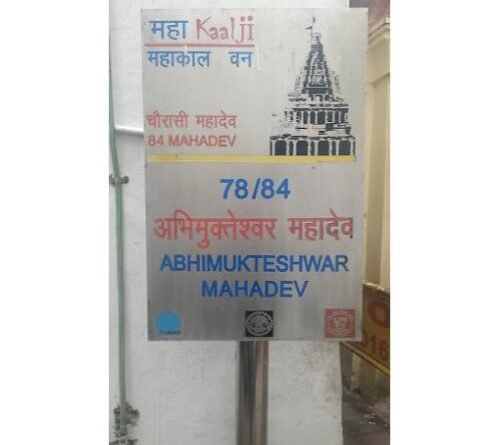 महा Kaalji
महाकाल वन
चौरासी महादेव
84 MAHADEV
78/84
अभिमुक्तेश्वर महादेव
ABHIMUKTESHWAR
MAHADEV